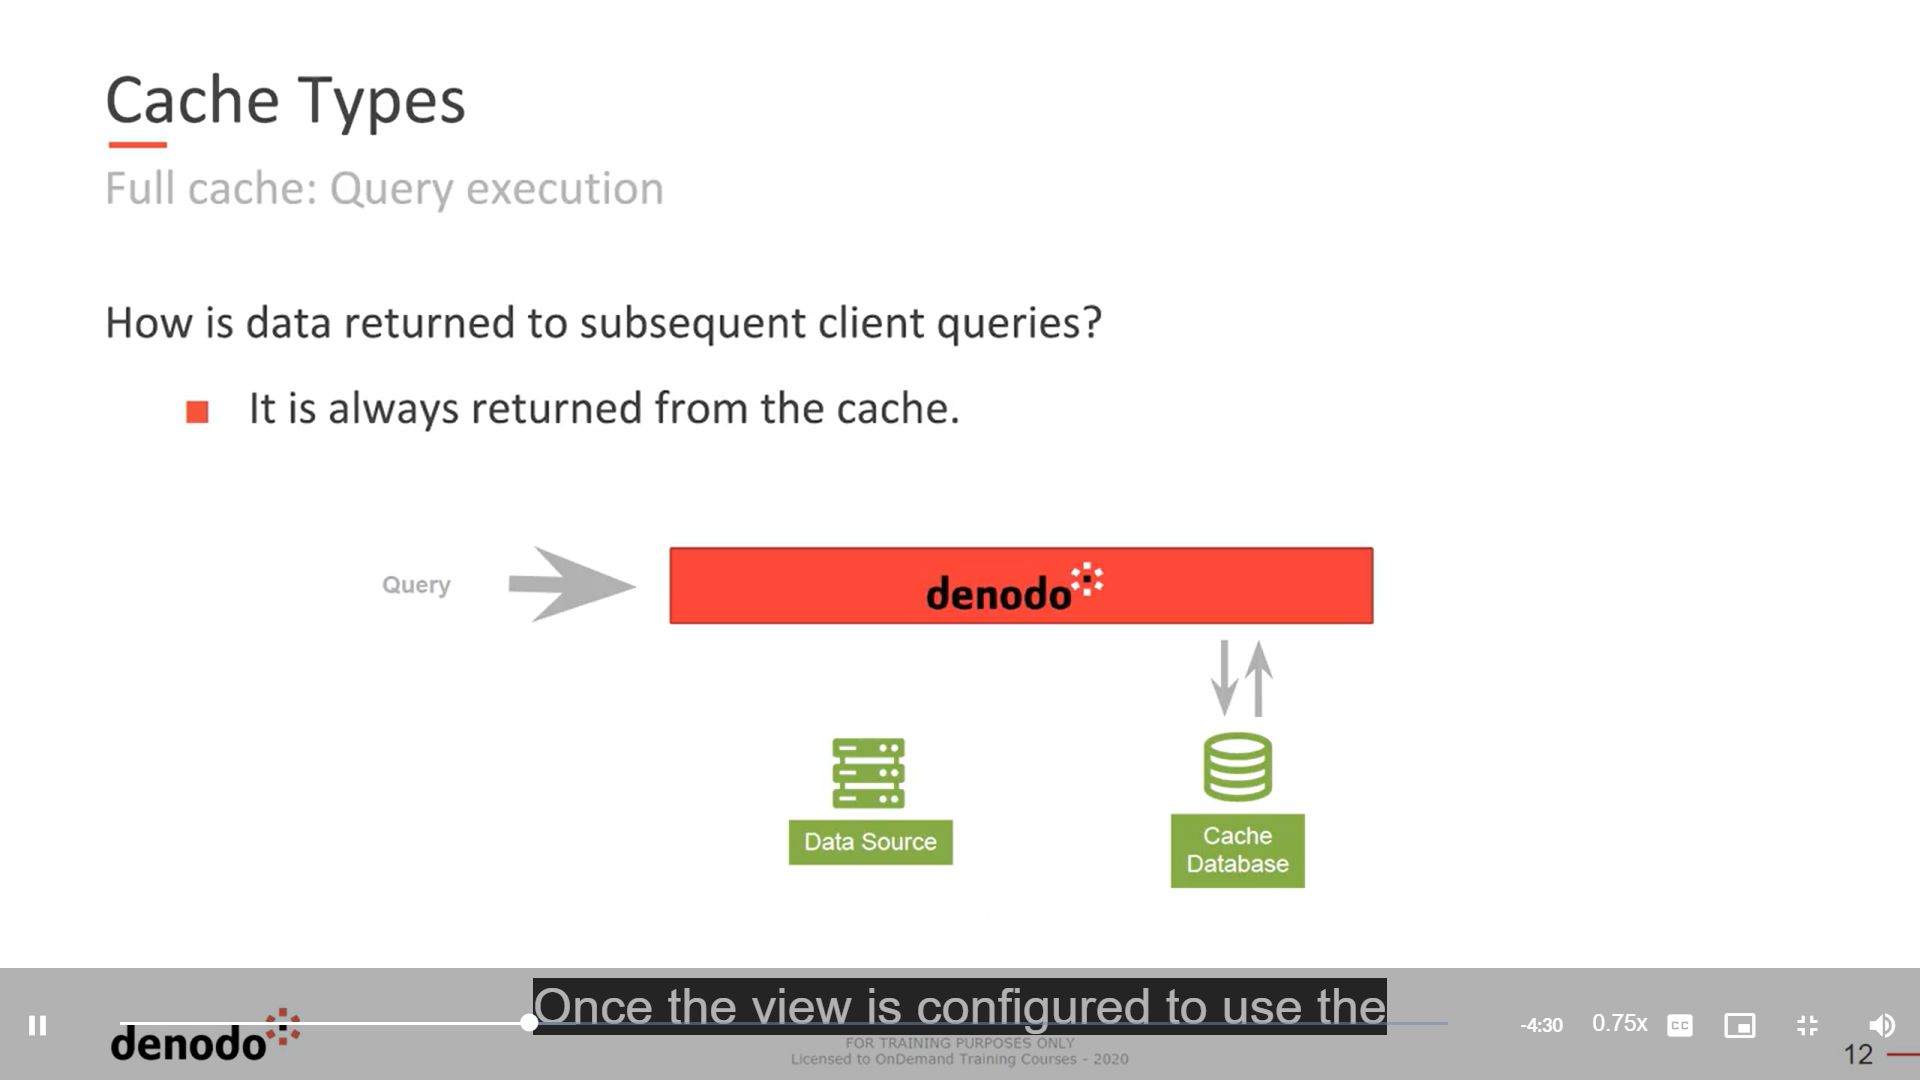 Cache Types
Full cache: Query execution
How is data returned to subsequent client queries?
It is always returned from the cache.
Query
denodo
Data Source
Cache
Database
Once the view is configured to use the
-4:30
0.75x
CC
denodo
FOR TRAINING PURPOSES ONLY
Licensed to OnDemand Training Courses - 2020
12